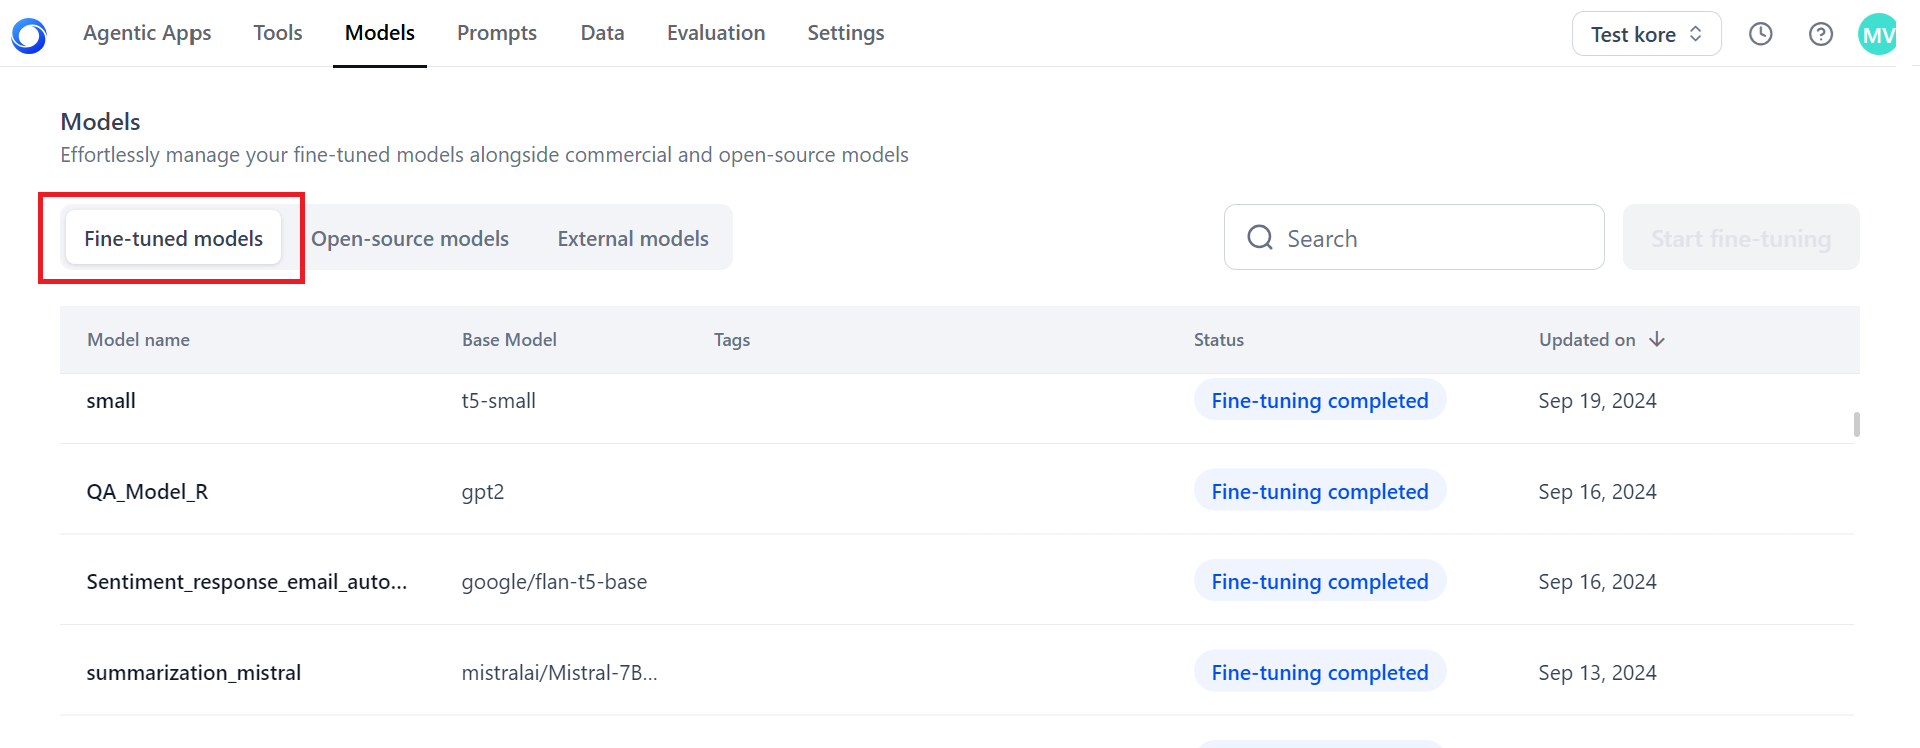 Agentic Apps Tools Models Prompts Data Evaluation Settings Test kore MV
Models
Effortlessly manage your fine-tuned models alongside commercial and open-source models
Fine-tuned models Open-source models External models Search Start fine-tuning
Model name Base Model Tags Status Updated on
small t5-small Fine-tuning completed Sep 19, 2024
QA_Model_R gpt2 Fine-tuning completed Sep 16, 2024
Sentiment_response_email_auto... google/flan-t5-base Fine-tuning completed Sep 16, 2024
summarization_mistral mistralai/Mistral-7B... Fine-tuning completed Sep 13, 2024